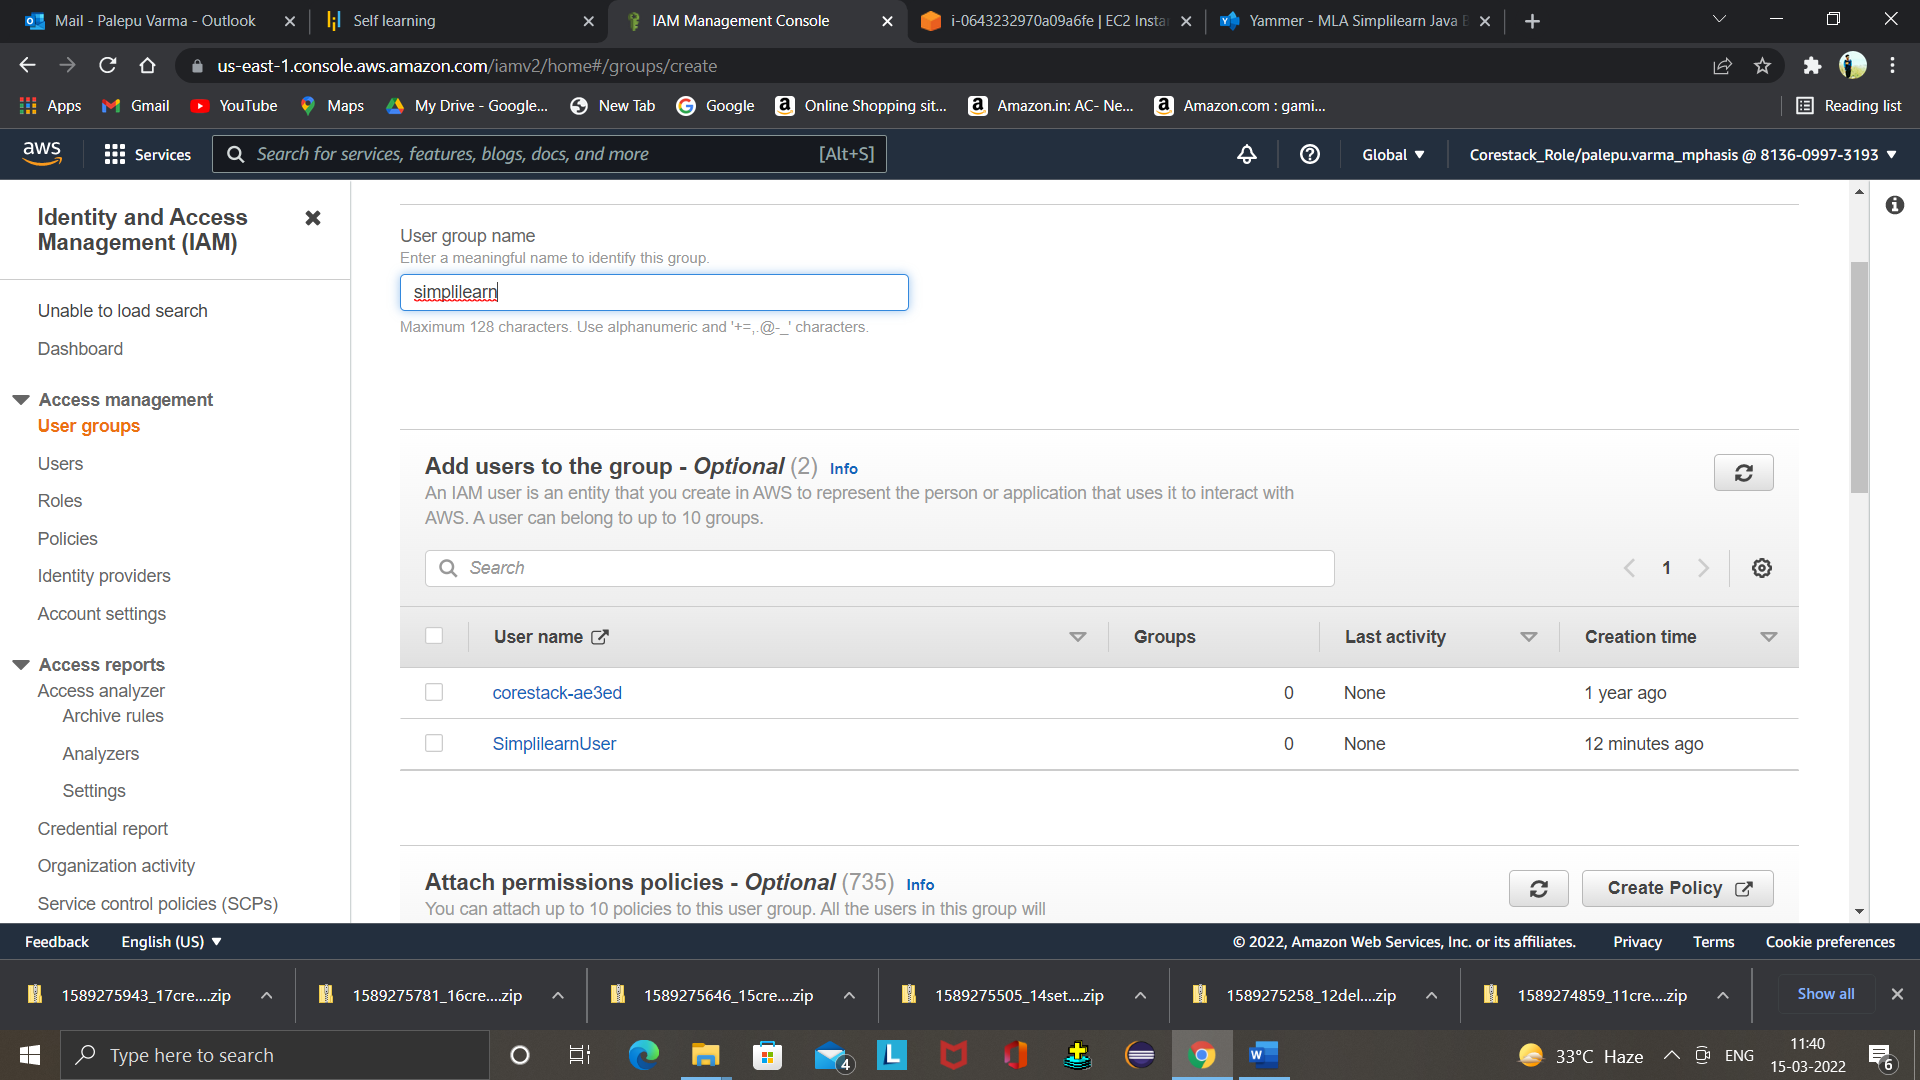 Mail - Palepu Varma - Outlook
Self learning
IAM Management Console
i-0643232970a09a6fe | EC2 Insta
Yammer - MLA Simplilearn Java
us-east-1.console.aws.amazon.com/iamv2/home#/groups/create
Apps
Gmail
YouTube
Maps
My Drive - Google...
New Tab
Google
Online Shopping sit...
Amazon.in: AC- Ne...
Amazon.com : gami...
Reading list
aws
Services
Search for services, features, blogs, docs, and more
[Alt+S]
Global
Corestack_Role/palepu.varma_mphasis @ 8136-0997-3193
Identity and Access
Management (IAM)
Unable to load search
Dashboard
Access management
User groups
Users
Roles
Policies
Identity providers
Account settings
Access reports
Access analyzer
Archive rules
Analyzers
Settings
Credential report
Organization activity
Service control policies (SCPs)
User group name
Enter a meaningful name to identify this group.
simplilearn
Maximum 128 characters. Use alphanumeric and '+=,.@-_' characters.
Add users to the group - Optional (2) Info
An IAM user is an entity that you create in AWS to represent the person or application that uses it to interact with
AWS. A user can belong to up to 10 groups.
Search
1
User name
Groups
Last activity
Creation time
corestack-ae3ed
0
None
1 year ago
SimplilearnUser
0
None
12 minutes ago
Attach permissions policies - Optional (735) Info
You can attach up to 10 policies to this user group. All the users in this group will
Create Policy
Feedback
English (US)
© 2022, Amazon Web Services, Inc. or its affiliates.
Privacy
Terms
Cookie preferences
1589275943_17cre....zip
1589275781_16cre....zip
1589275646_15cre....zip
1589275505_14set....zip
1589275258_12del....zip
1589274859_11cre....zip
Show all
Type here to search
4
L
W
33°C Haze
ENG
11:40
15-03-2022
6